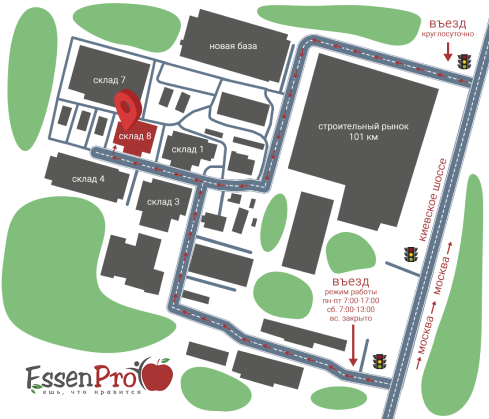 въезд
круглосуточно
новая база
склад 7
склад 8
склад 1
строительный рынок
101 км
склад 4
склад 3
киевское шоссе
москва
москва
въезд
режим работы
пн-пт 7:00-17.00
сб. 7:00-13:00
вс. закрыто
EssenPro
ешь, что нравится